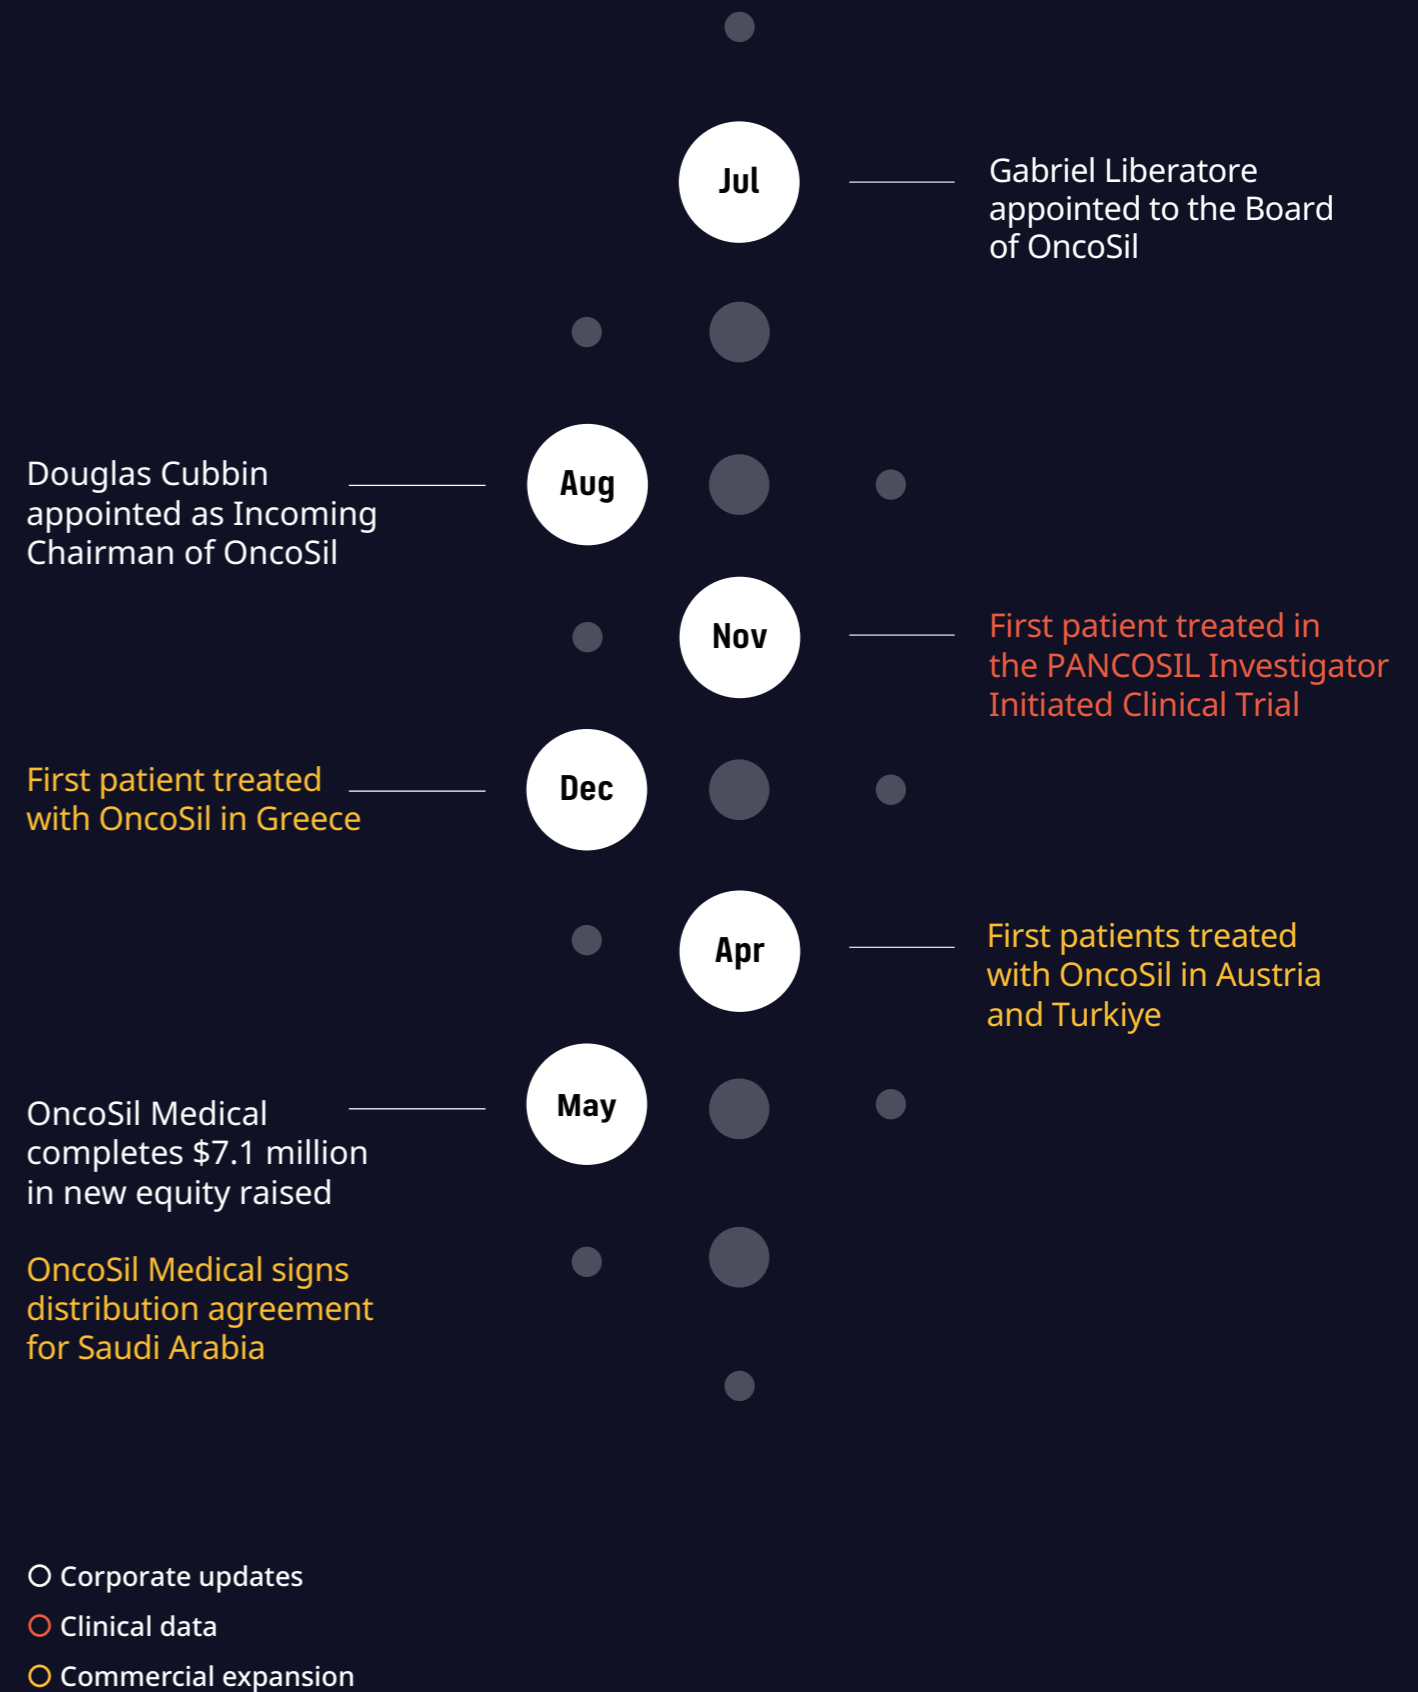 Jul
Gabriel Liberatore
appointed to the Board
of OncoSil
Aug
Douglas Cubbin
appointed as Incoming
Chairman of OncoSil
Nov
First patient treated in
the PANCOSIL Investigator
Initiated Clinical Trial
Dec
First patient treated
with OncoSil in Greece
Apr
First patients treated
with OncoSil in Austria
and Turkiye
May
OncoSil Medical
completes $7.1 million
in new equity raised
OncoSil Medical signs
distribution agreement
for Saudi Arabia
Corporate updates
Clinical data
Commercial expansion